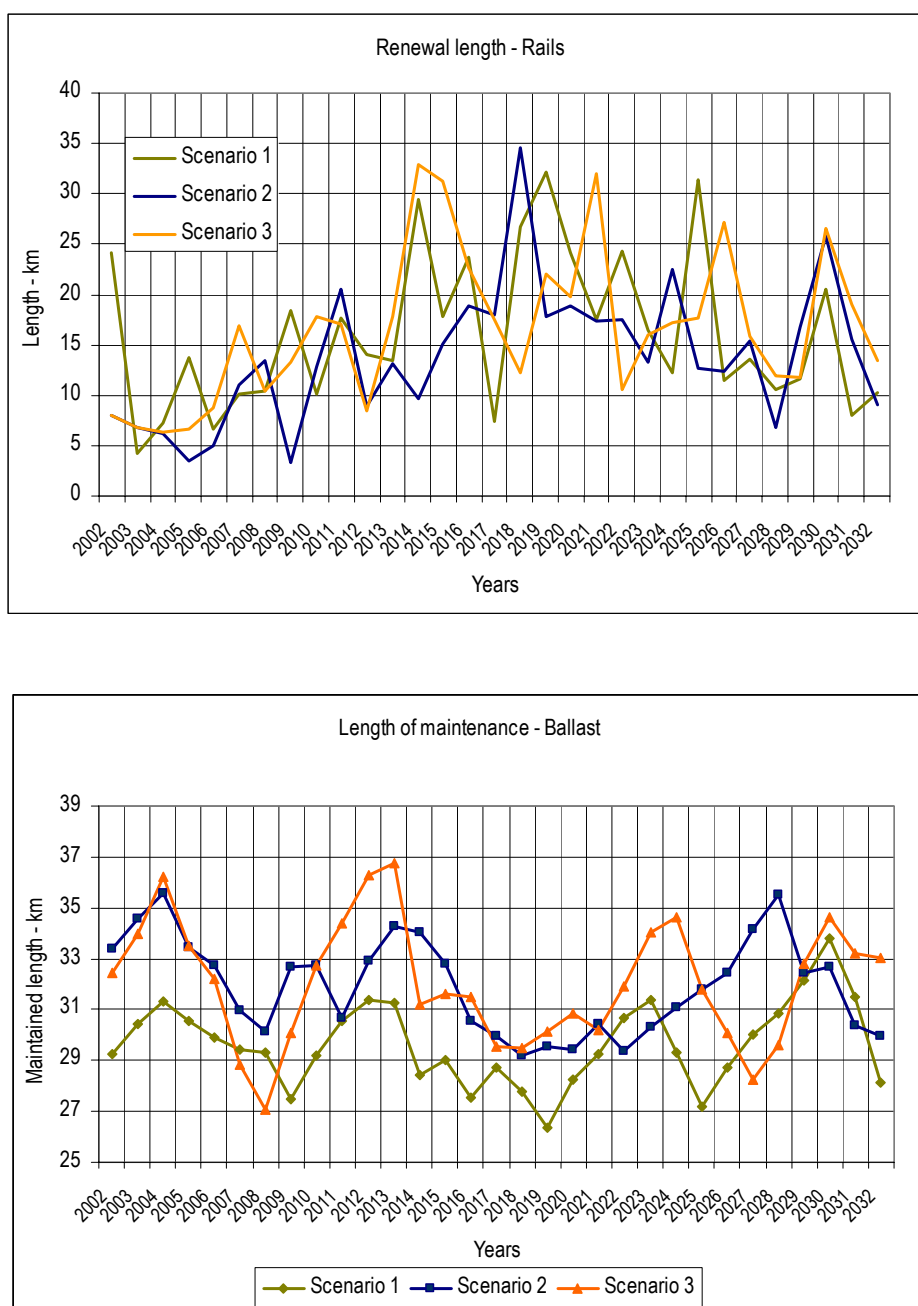 Renewal length - Rails
40
35
30
25
20
15
10
5
0
Length - km
Scenario 1
Scenario 2
Scenario 3
2002 2003 2004 2005 2006 2007 2008 2009 2010 2011 2012 2013 2014 2015 2016 2017 2018 2019 2020 2021 2022 2023 2024 2025 2026 2027 2028 2029 2030 2031 2032
Years
Length of maintenance - Ballast
39
37
35
33
31
29
27
25
Maintained length - km
2002 2003 2004 2005 2006 2007 2008 2009 2010 2011 2012 2013 2014 2015 2016 2017 2018 2019 2020 2021 2022 2023 2024 2025 2026 2027 2028 2029 2030 2031 2032
Years
Scenario 1 Scenario 2 Scenario 3